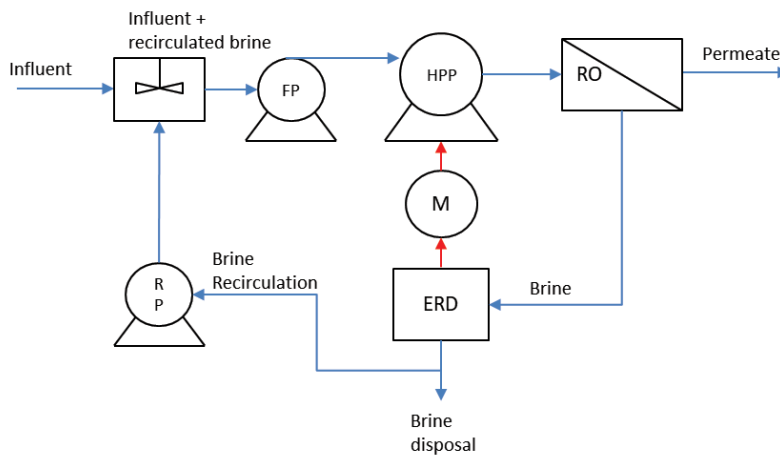 Influent +
recirculated brine
Influent
FP
HPP
RO
Permeate
M
Brine
Recirculation
R
P
ERD
Brine
Brine
disposal